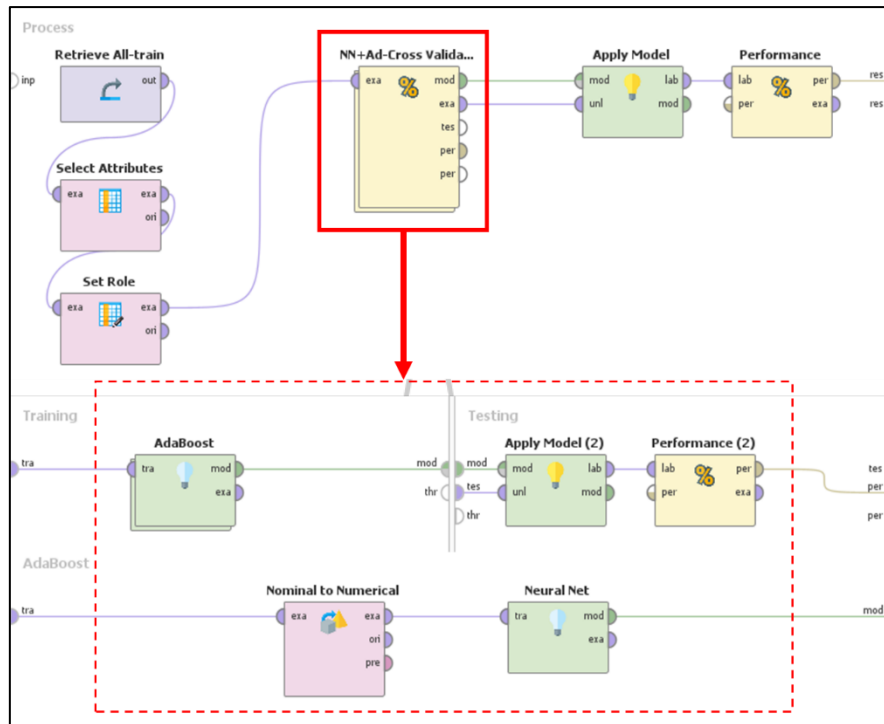 Process
Retrieve All-train
NN+Ad-Cross Valida...
Apply Model
Performance
inp
out
exa
mod
exa
tes
per
per
mod
unl
lab
mod
lab
per
per
exa
res
res
Select Attributes
exa
exa
ori
Set Role
exa
exa
ori
Training
Testing
AdaBoost
Apply Model (2)
Performance (2)
tra
tra
mod
exa
mod
thr
mod
tes
thr
mod
unl
lab
mod
lab
per
per
exa
tes
per
per
AdaBoost
Nominal to Numerical
Neural Net
tra
exa
exa
ori
pre
tra
mod
exa
mod